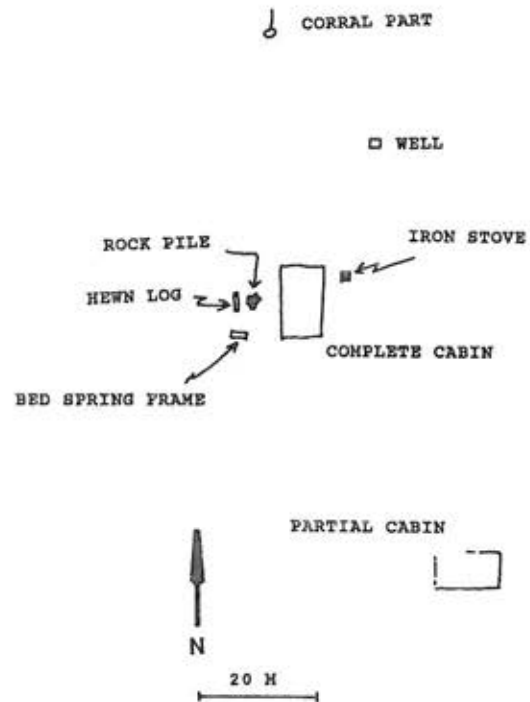 CORRAL PART
WELL
ROCK PILE
IRON STOVE
HEWN LOG
COMPLETE CABIN
BED SPRING FRAME
PARTIAL CABIN
N
20 M